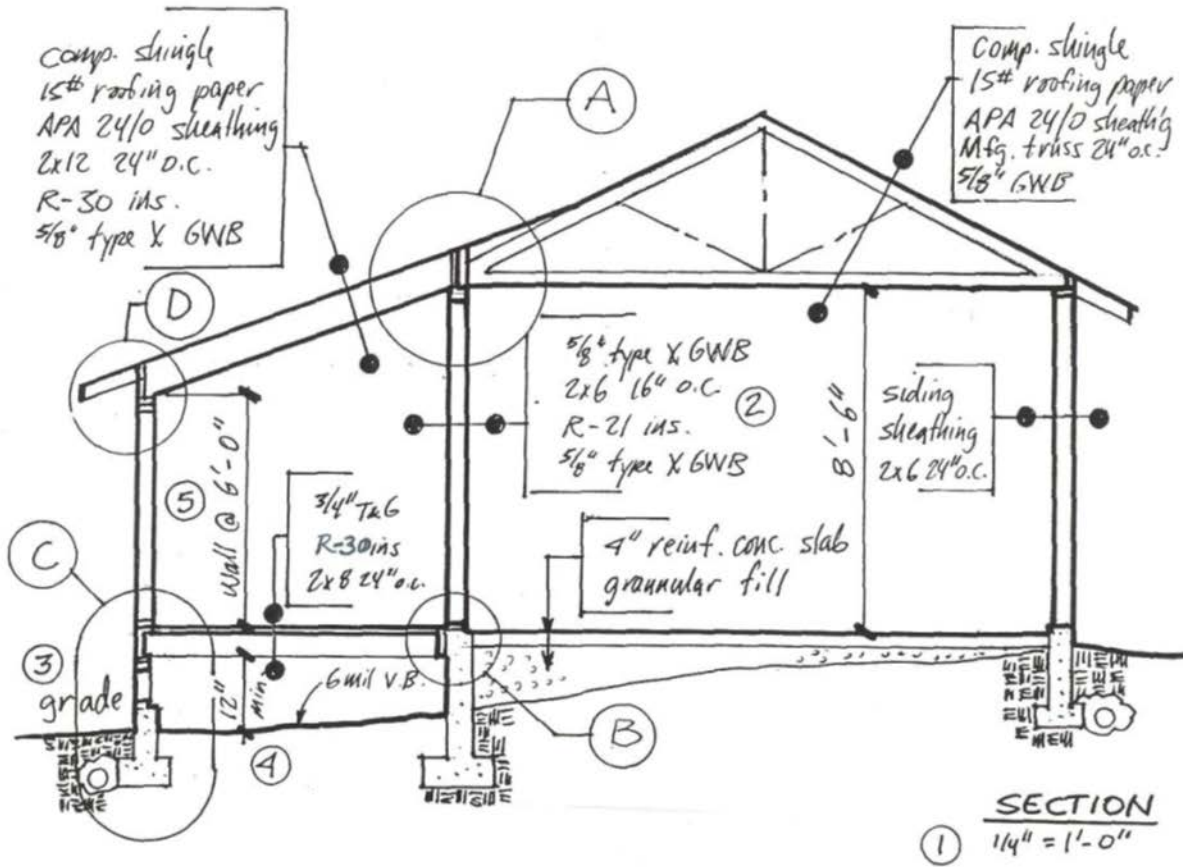 comp. shingle
15# roofing paper
APA 24/0 sheathing
2x12 24" o.c.
R-30 ins.
5/8" type X GWB
A
comp. shingle
15# roofing paper
APA 24/0 sheath'g
Mfg. truss 24" o.c.
5/8" GWB
D
5/8" type X GWB
2x6 16" o.c.
R-21 ins.
5/8" type X GWB
2
8'-6"
siding
sheathing
2x6 24" o.c.
5
Wall @ 6'-0"
3/4" T&G
R-30 ins
2x8 24" o.c.
4" reinf. conc. slab
grannular fill
C
3
grade
12" min
6 mil V.B.
4
B
SECTION
1 1/4" = 1'-0"